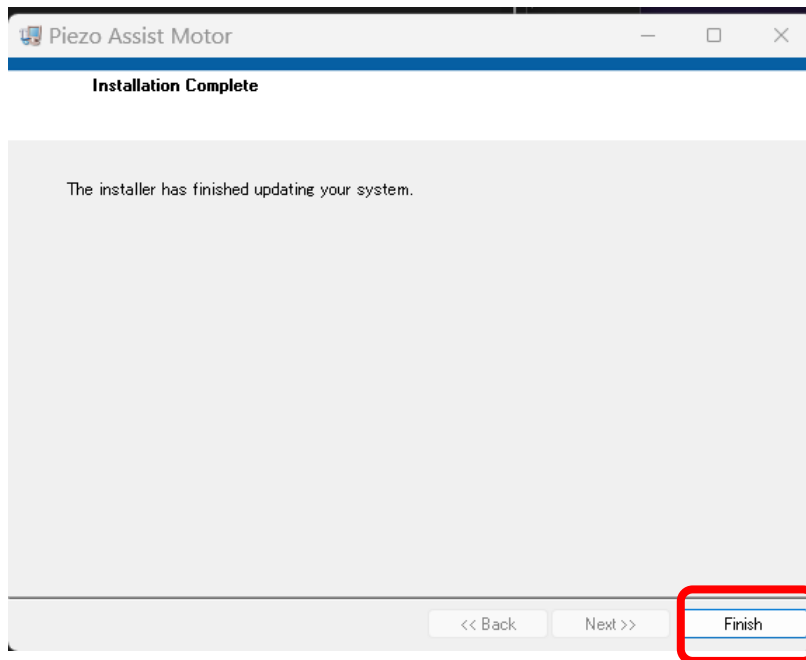 Piezo Assist Motor
Installation Complete
The installer has finished updating your system.
<< Back
Next >>
Finish